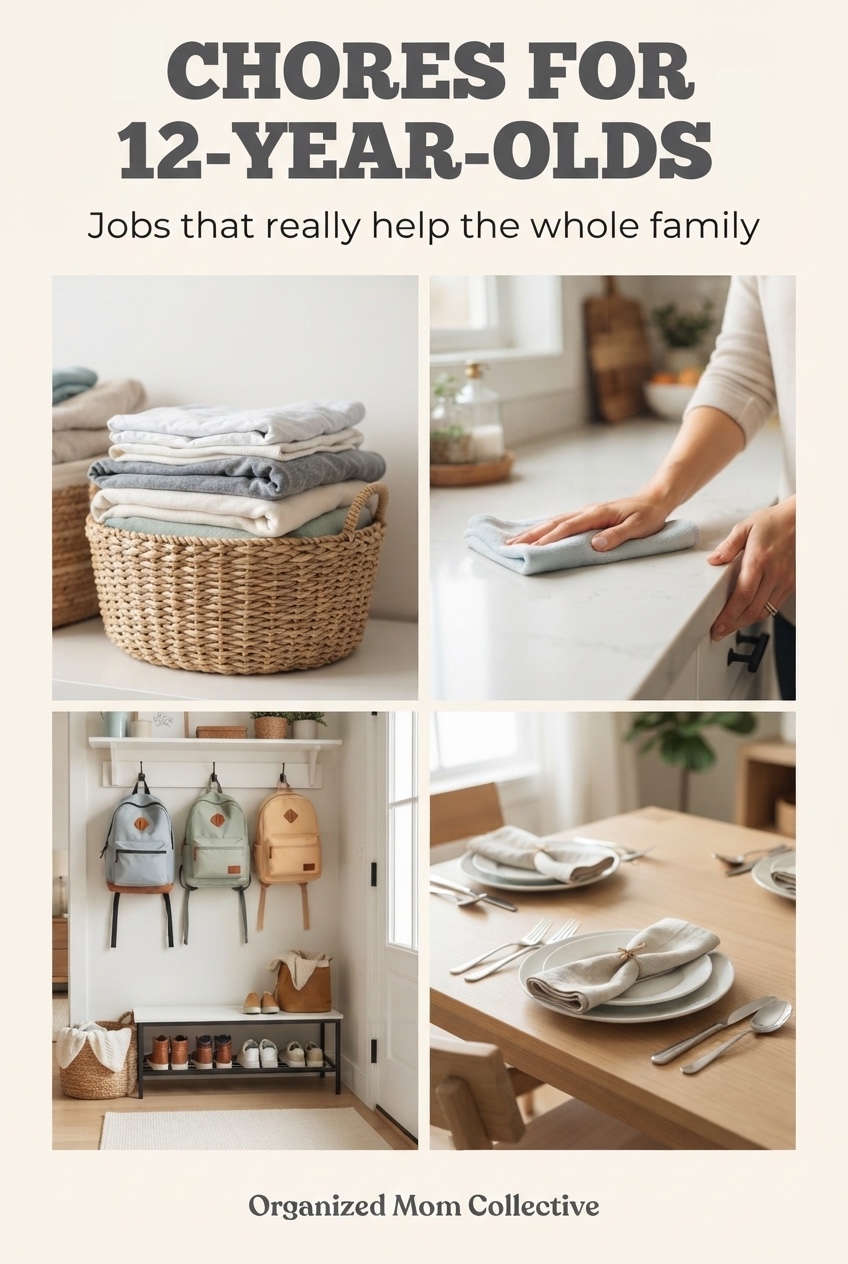 CHORES FOR
12-YEAR-OLDS
Jobs that really help the whole family
Organized Mom Collective